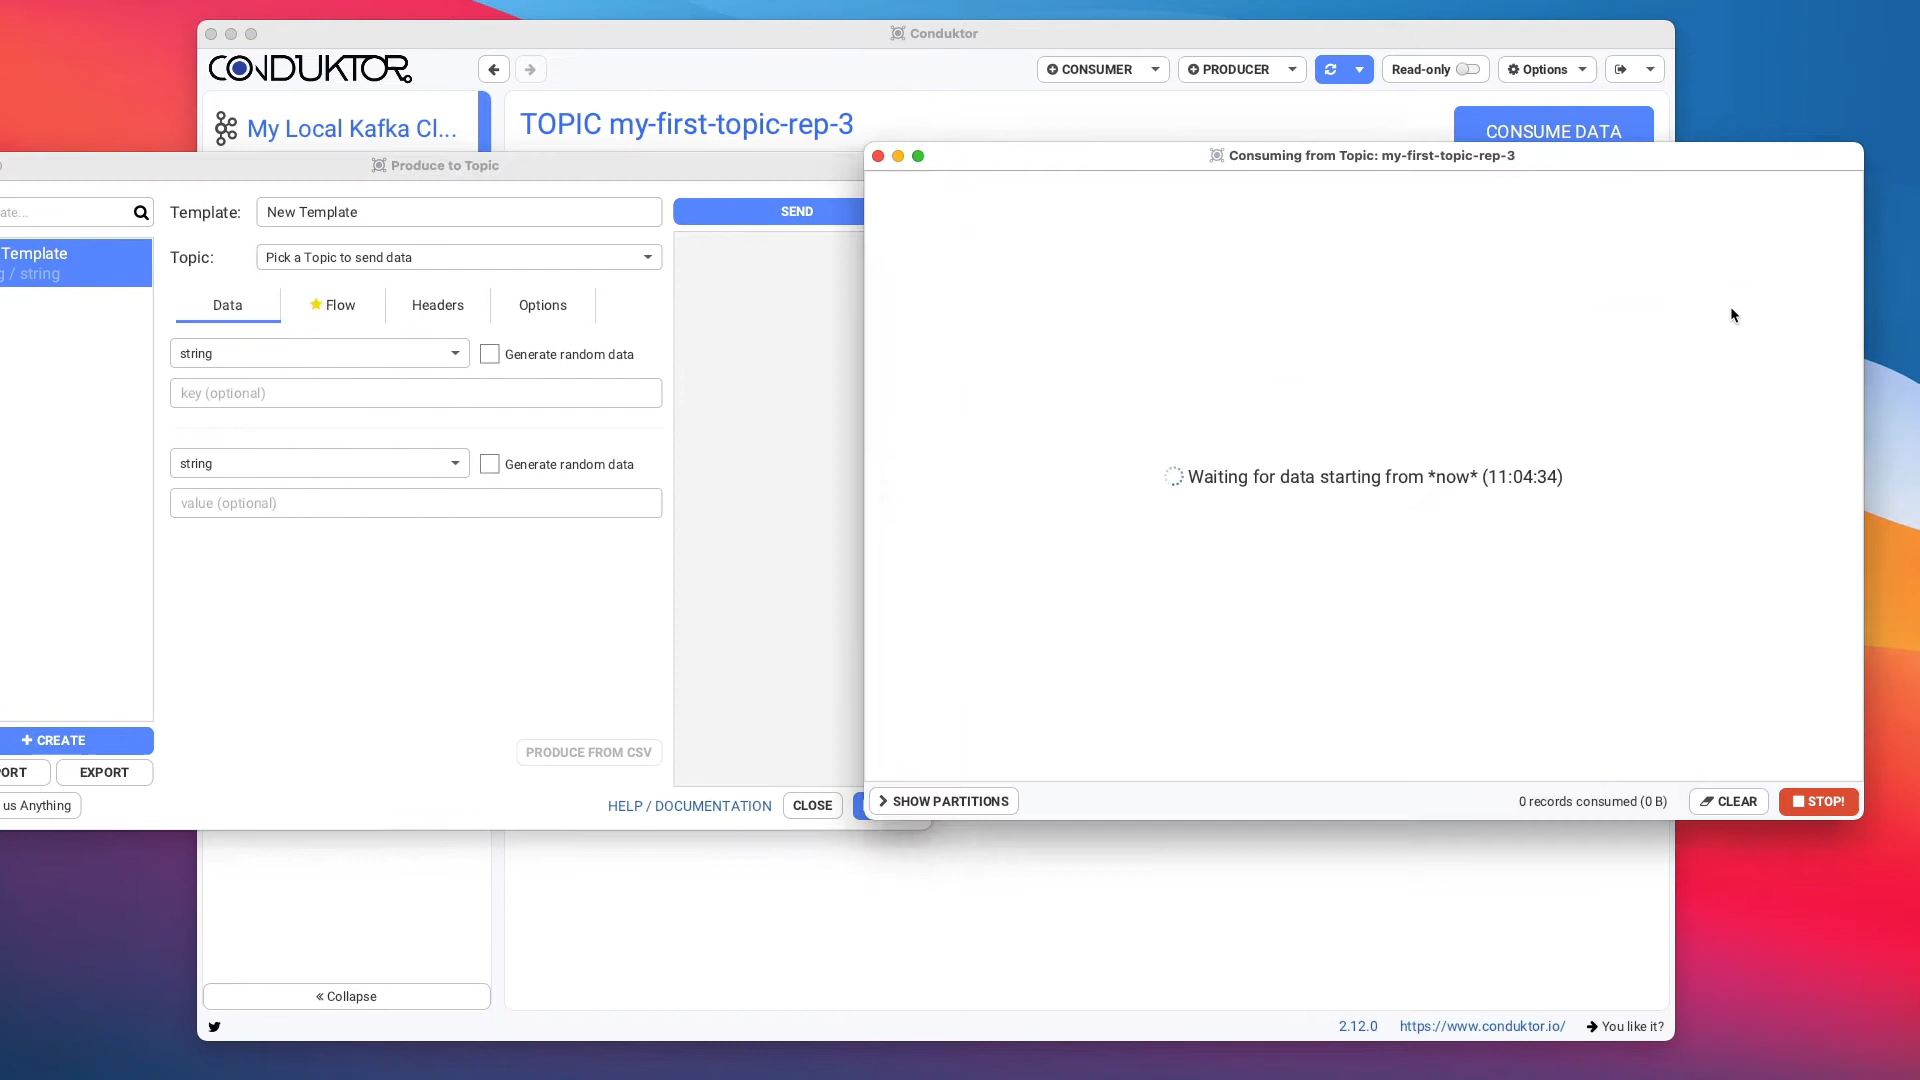 Conduktor
CONDUKTOR
CONSUMER
PRODUCER
Read-only
Options
My Local Kafka Cl...
TOPIC my-first-topic-rep-3
CONSUME DATA
Produce to Topic
ate...
Template:
New Template
SEND
Template
g / string
Topic:
Pick a Topic to send data
Data
Flow
Headers
Options
string
Generate random data
key (optional)
string
Generate random data
value (optional)
PRODUCE FROM CSV
+ CREATE
PORT
EXPORT
us Anything
HELP / DOCUMENTATION
CLOSE
Consuming from Topic: my-first-topic-rep-3
Waiting for data starting from *now* (11:04:34)
SHOW PARTITIONS
0 records consumed (0 B)
CLEAR
STOP!
« Collapse
2.12.0
https://www.conduktor.io/
You like it?